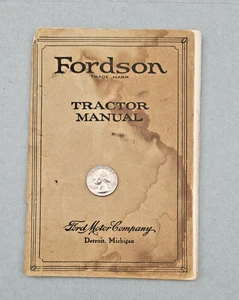 Fordson
TRADE MARK
TRACTOR
MANUAL
Ford Motor Company
Detroit, Michigan